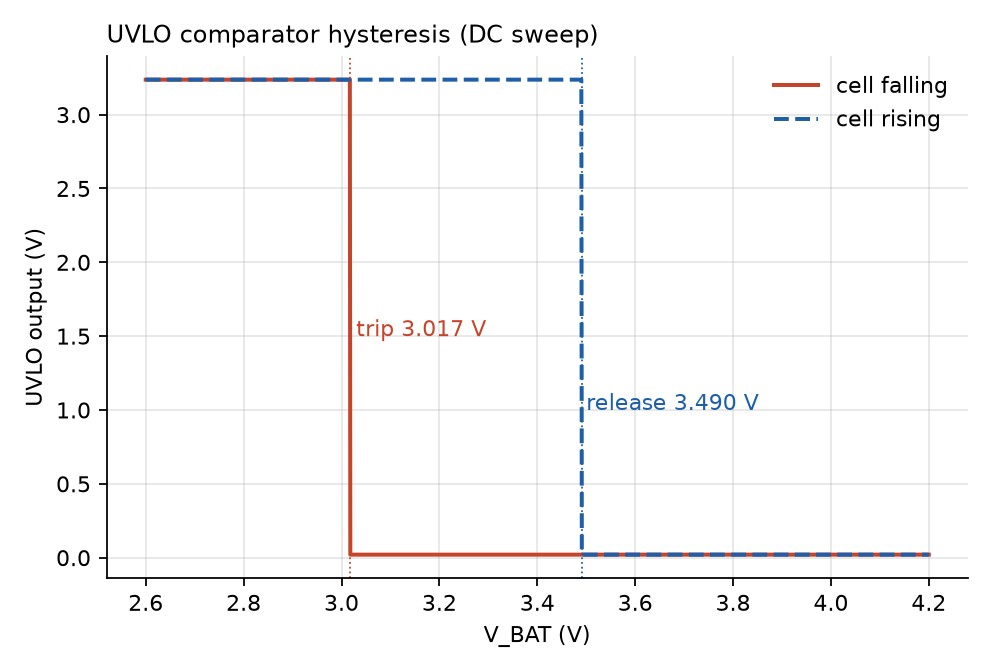 UVLO comparator hysteresis (DC sweep)
cell falling
cell rising
3.0
2.5
2.0
1.5
1.0
0.5
0.0
UVLO output (V)
trip 3.017 V
release 3.490 V
2.6 2.8 3.0 3.2 3.4 3.6 3.8 4.0 4.2
V_BAT (V)